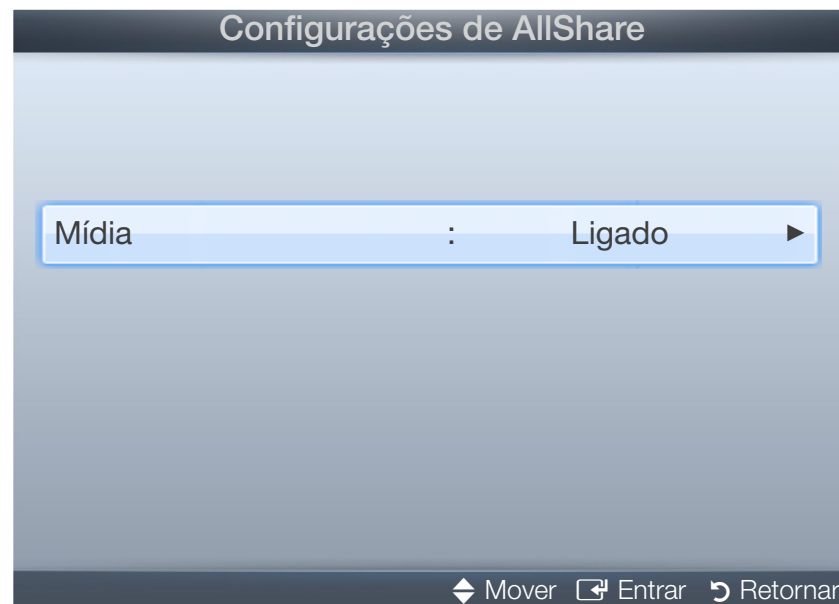 Configurações de AllShare
Mídia : Ligado ►
Mover Entrar Retornar